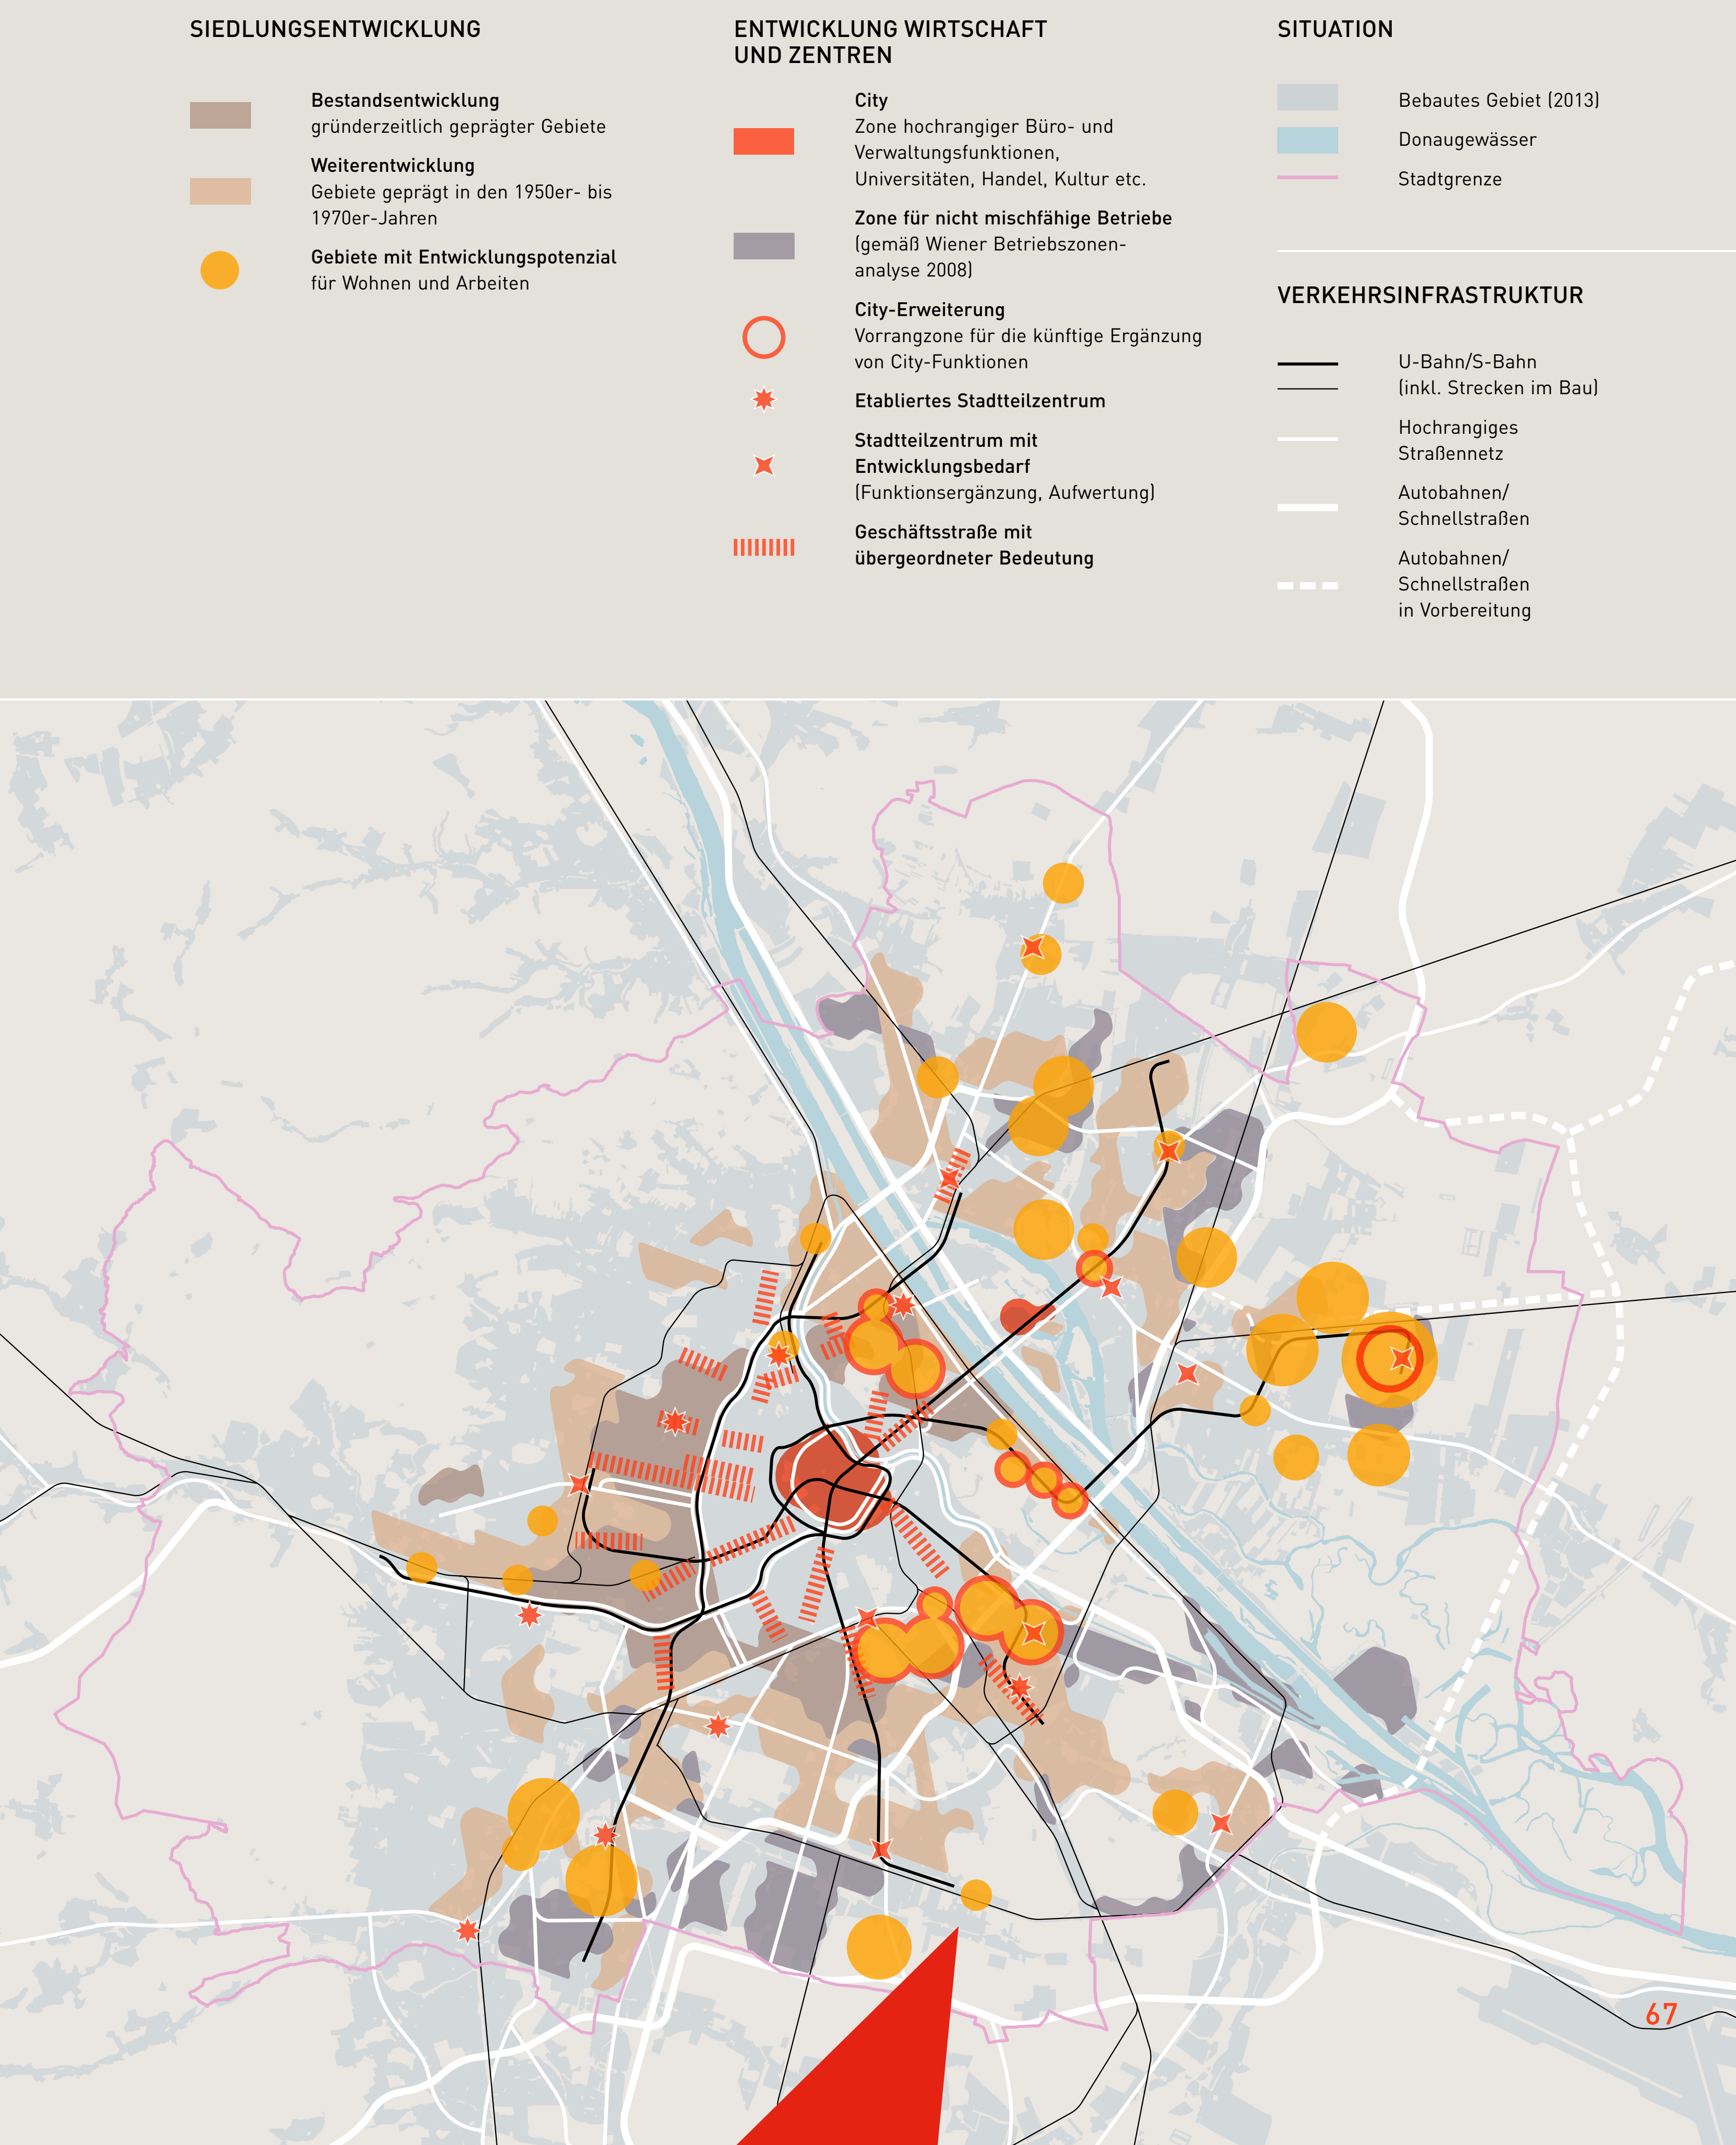 SIEDLUNGSENTWICKLUNG
Bestandsentwicklung
gründerzeitlich geprägter Gebiete
Weiterentwicklung
Gebiete geprägt in den 1950er- bis
1970er-Jahren
Gebiete mit Entwicklungspotenzial
für Wohnen und Arbeiten
ENTWICKLUNG WIRTSCHAFT
UND ZENTREN
City
Zone hochrangiger Büro- und
Verwaltungsfunktionen,
Universitäten, Handel, Kultur etc.
Zone für nicht mischfähige Betriebe
(gemäß Wiener Betriebszonen-
analyse 2008)
City-Erweiterung
Vorrangzone für die künftige Ergänzung
von City-Funktionen
Etabliertes Stadtteilzentrum
Stadtteilzentrum mit
Entwicklungsbedarf
(Funktionsergänzung, Aufwertung)
Geschäftsstraße mit
übergeordneter Bedeutung
SITUATION
Bebautes Gebiet (2013)
Donaugewässer
Stadtgrenze
VERKEHRSINFRASTRUKTUR
U-Bahn/S-Bahn
(inkl. Strecken im Bau)
Hochrangiges
Straßennetz
Autobahnen/
Schnellstraßen
Autobahnen/
Schnellstraßen
in Vorbereitung
67